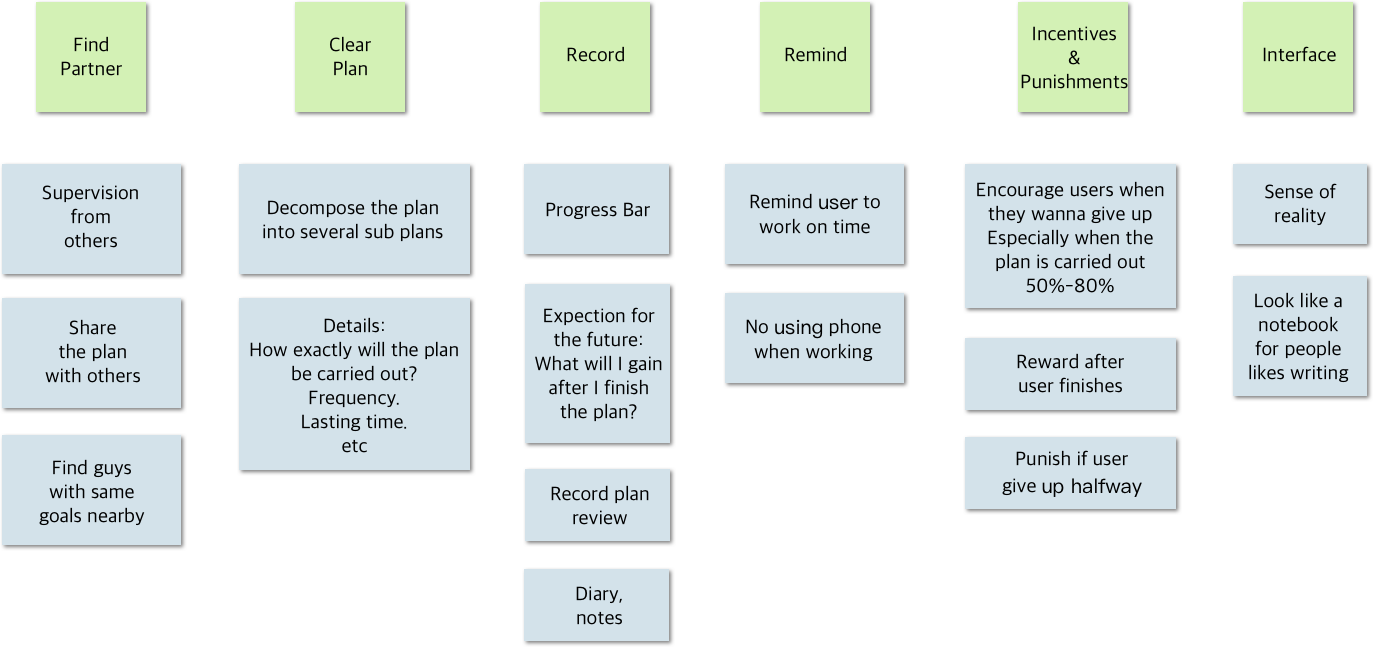 Find
Partner
Clear
Plan
Record
Remind
Incentives
&
Punishments
Interface
Supervision
from
others
Share
the plan
with others
Find guys
with same
goals nearby
Decompose the plan
into several sub plans
Details:
How exactly will the plan
be carried out?
Frequency.
Lasting time.
etc
Progress Bar
Expection for
the future:
What will I gain
after I finish
the plan?
Record plan
review
Diary,
notes
Remind user to
work on time
No using phone
when working
Encourage users when
they wanna give up
Especially when the
plan is carried out
50%-80%
Reward after
user finishes
Punish if user
give up halfway
Sense of
reality
Look like a
notebook
for people
likes writing